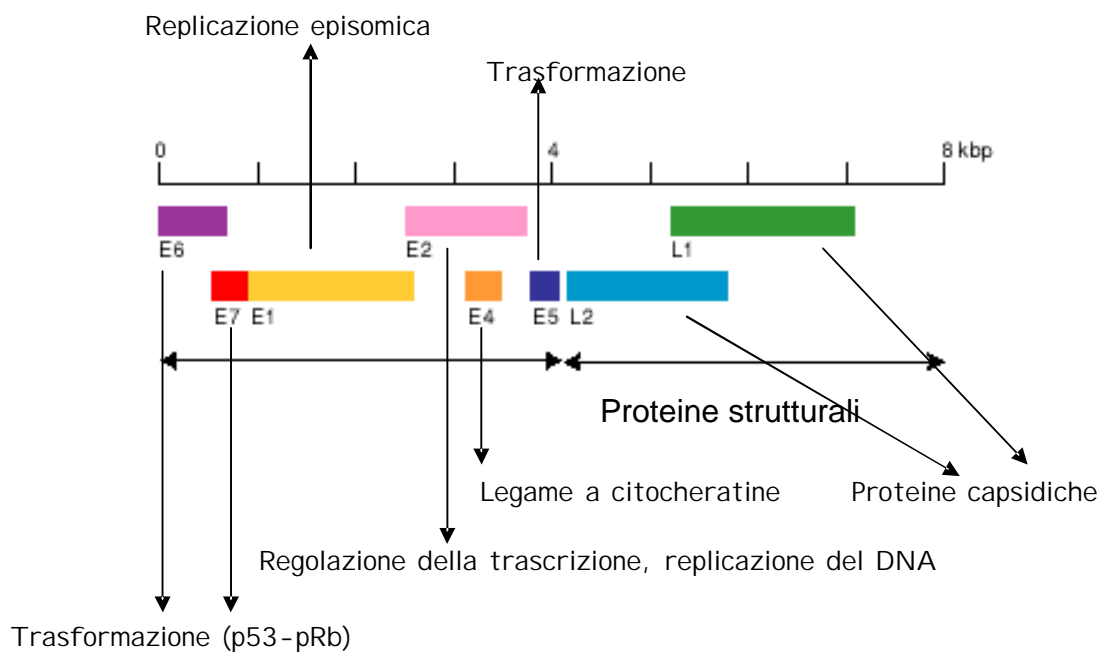 Replicazione episomica
Trasformazione
0 4 8 kbp
E6 E2 L1
E7 E1 E4 E5 L2
Proteine strutturali
Legame a citocheratine Proteine capsidiche
Regolazione della trascrizione, replicazione del DNA
Trasformazione (p53-pRb)